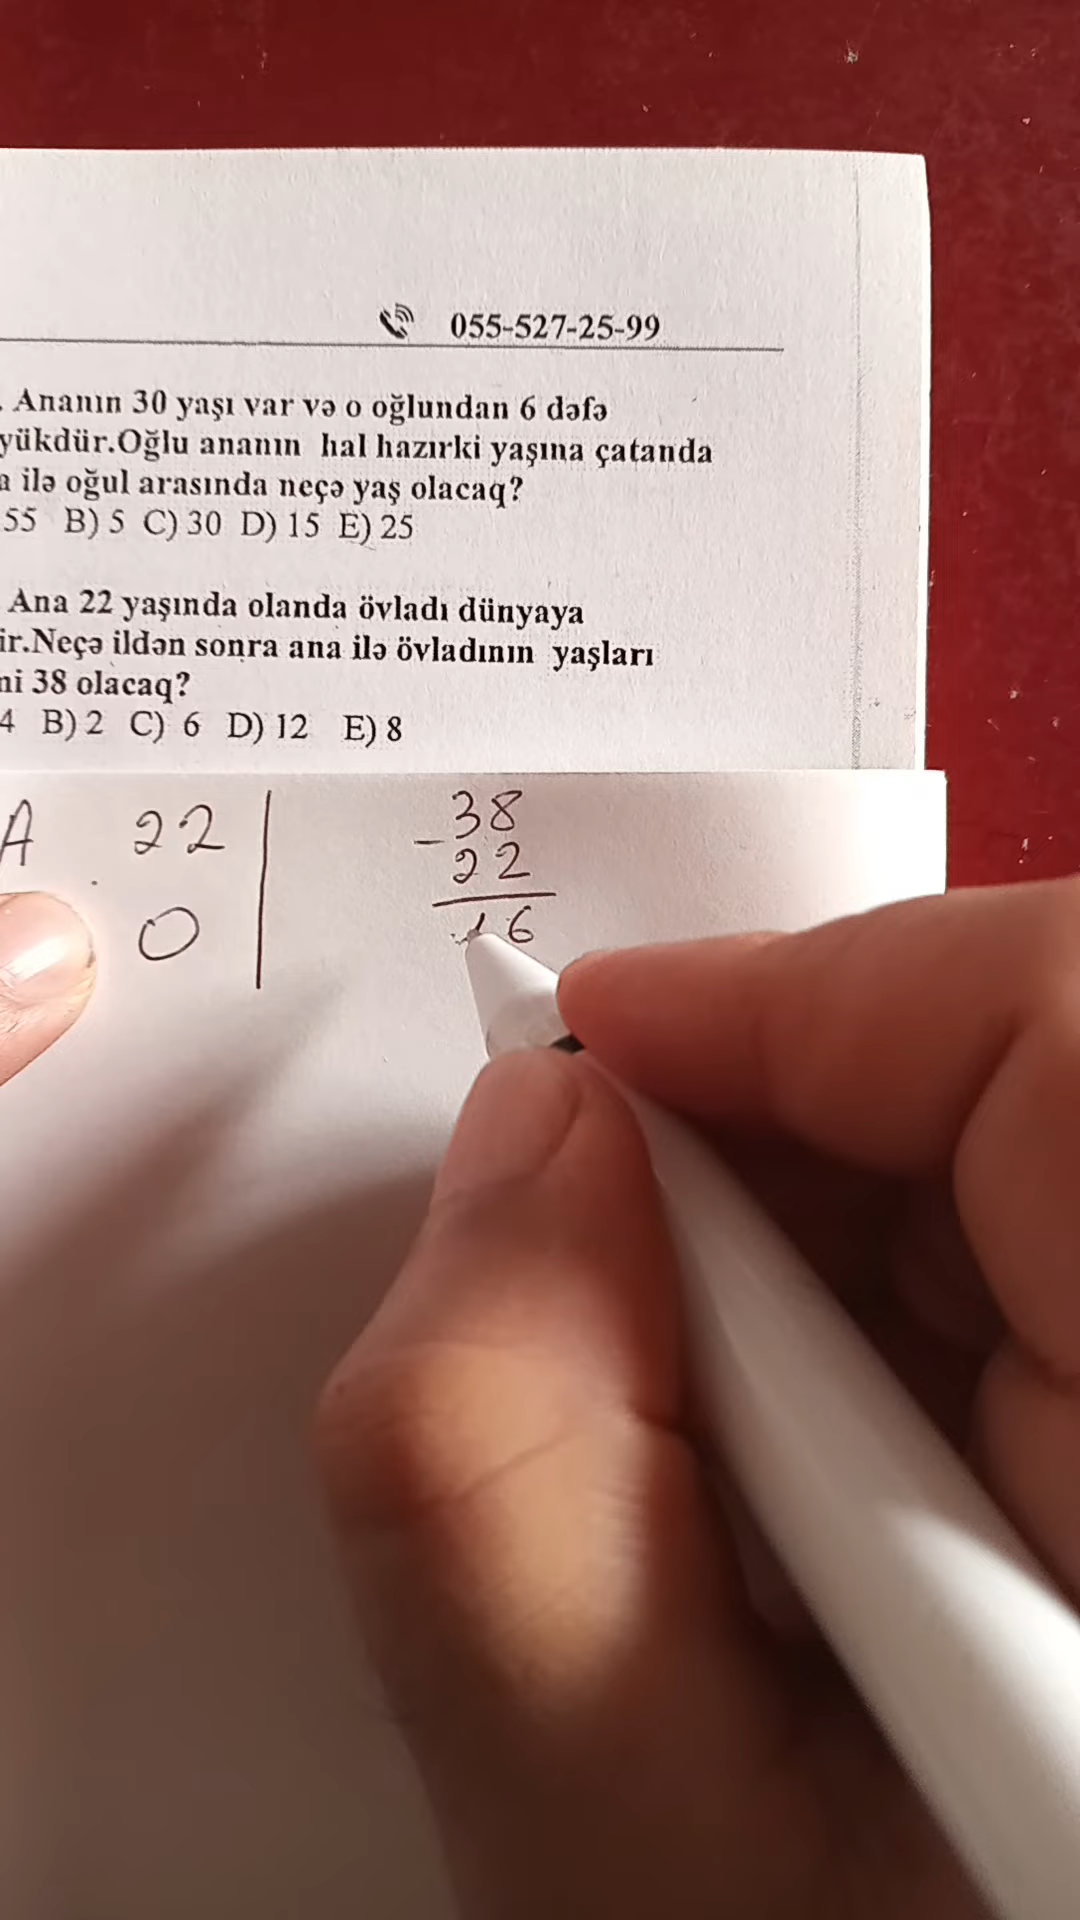 055-527-25-99
. Ananın 30 yaşı var və o oğlundan 6 dəfə
yükdür.Oğlu ananın hal hazırki yaşına çatanda
a ilə oğul arasında neçə yaş olacaq?
55 B) 5 C) 30 D) 15 E) 25
Ana 22 yaşında olanda övladı dünyaya
ir.Neçə ildən sonra ana ilə övladının yaşları
ni 38 olacaq?
4 B) 2 C) 6 D) 12 E) 8
A 22
0
- 38
22
16